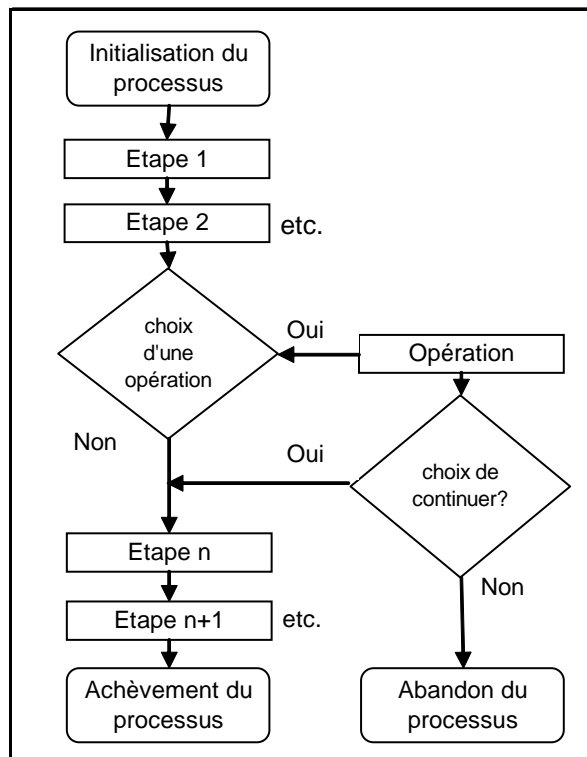 Initialisation du
processus
Etape 1
Etape 2
etc.
choix
d'une
opération
Oui
Opération
Non
Oui
choix de
continuer?
Etape n
Non
Etape n+1
etc.
Achèvement du
processus
Abandon du
processus